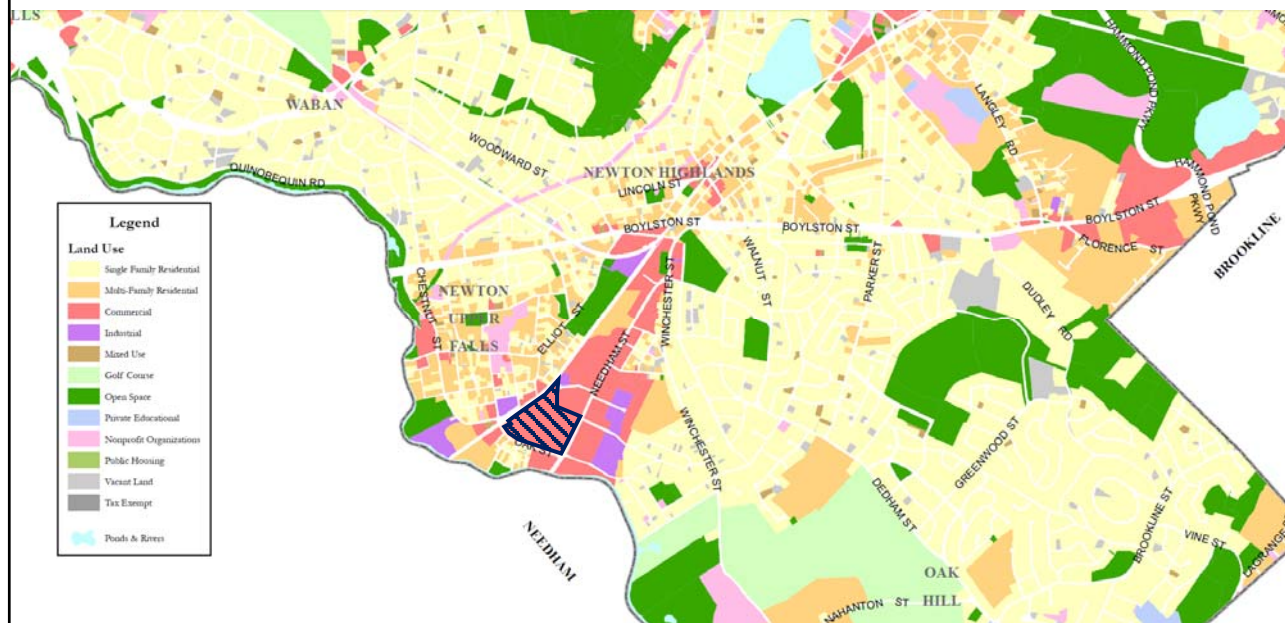 LLS
WABAN
QUINOBEQUIN RD
WOODWARD ST
NEWTON HIGHLANDS
LINCOLN ST
BOYLSTON ST
BOYLSTON ST
BOYLSTON ST
LANGLEY RD
HAMMOND POND PKWY
HAMMOND POND
PKWY
FLORENCE ST
BROOKLINE
Legend
Land Use
Single Family Residential
Multi-Family Residential
Commercial
Industrial
Mixed Use
Golf Course
Open Space
Private Educational
Nonprofit Organizations
Public Housing
Vacant Land
Tax Exempt
Ponds & Rivers
CHESTNUT ST
NEWTON
UPPER
FALLS
ELLIOT ST
NEEDHAM ST
WINCHESTER ST
WALNUT ST
PARKER ST
DUDLEY RD
OAK ST
WINCHESTER ST
GREENWOOD ST
DEDHAM ST
BROOKLINE ST
VINE ST
LAGRANGE
NEEDHAM
OAK
HILL
NAHANTON ST